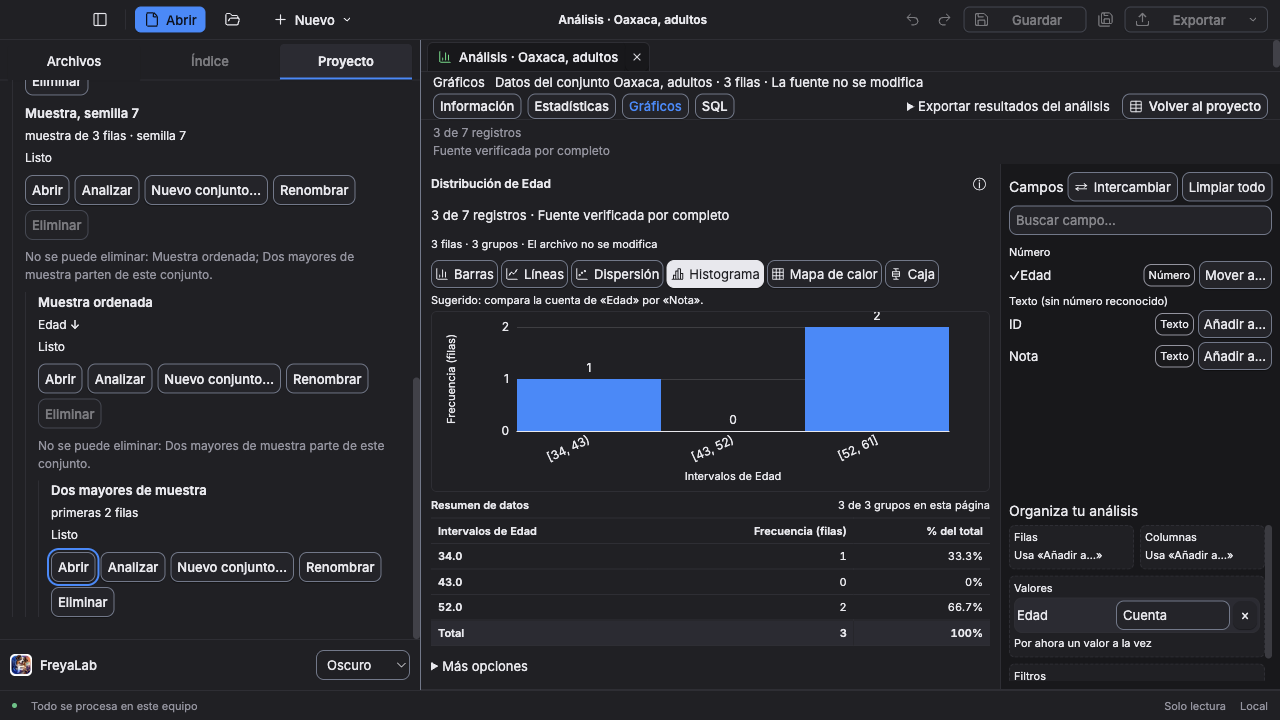 Abrir
Nuevo
Análisis · Oaxaca, adultos
Guardar
Exportar
Archivos
Índice
Proyecto
Eliminar
Muestra, semilla 7
muestra de 3 filas · semilla 7
Listo
Abrir
Analizar
Nuevo conjunto...
Renombrar
Eliminar
No se puede eliminar: Muestra ordenada; Dos mayores de
muestra parten de este conjunto.
Muestra ordenada
Edad ↓
Listo
Abrir
Analizar
Nuevo conjunto...
Renombrar
Eliminar
No se puede eliminar: Dos mayores de muestra parte de este
conjunto.
Dos mayores de muestra
primeras 2 filas
Listo
Abrir
Analizar
Nuevo conjunto...
Renombrar
Eliminar
FreyaLab
Oscuro
Análisis · Oaxaca, adultos ×
Gráficos Datos del conjunto Oaxaca, adultos · 3 filas · La fuente no se modifica
Información
Estadísticas
Gráficos
SQL
Exportar resultados del análisis
Volver al proyecto
3 de 7 registros
Fuente verificada por completo
Distribución de Edad
3 de 7 registros · Fuente verificada por completo
3 filas · 3 grupos · El archivo no se modifica
Barras
Líneas
Dispersión
Histograma
Mapa de calor
Caja
Sugerido: compara la cuenta de «Edad» por «Nota».
Frecuencia (filas)
2
1
0
1
0
2
[34, 43)
[43, 52)
[52, 61]
Intervalos de Edad
Resumen de datos
3 de 3 grupos en esta página
Intervalos de Edad Frecuencia (filas) % del total
34.0 1 33.3%
43.0 0 0%
52.0 2 66.7%
Total 3 100%
Más opciones
Campos
Intercambiar
Limpiar todo
Buscar campo...
Número
✓Edad Número Mover a...
Texto (sin número reconocido)
ID Texto Añadir a...
Nota Texto Añadir a...
Organiza tu análisis
Filas
Usa «Añadir a...»
Columnas
Usa «Añadir a...»
Valores
Edad Cuenta ×
Por ahora un valor a la vez
Filtros
Todo se procesa en este equipo
Solo lectura
Local